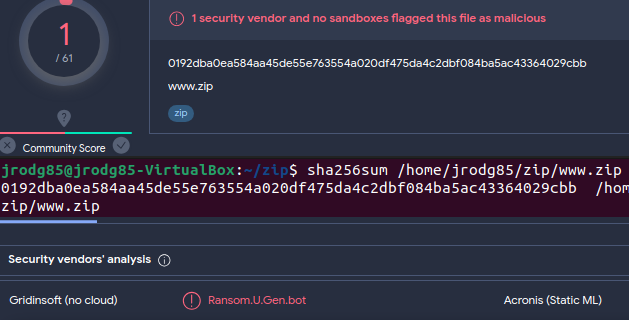 1
/ 61
1 security vendor and no sandboxes flagged this file as malicious
0192dba0ea584aa45de55e763554a020df475da4c2dbf084ba5ac43364029cbb
www.zip
zip
?
Community Score
jrodg85@jrodg85-VirtualBox:~/zip$ sha256sum /home/jrodg85/zip/www.zip
0192dba0ea584aa45de55e763554a020df475da4c2dbf084ba5ac43364029cbb  /hom
zip/www.zip
Security vendors' analysis
Gridinsoft (no cloud)
Ransom.U.Gen.bot
Acronis (Static ML)